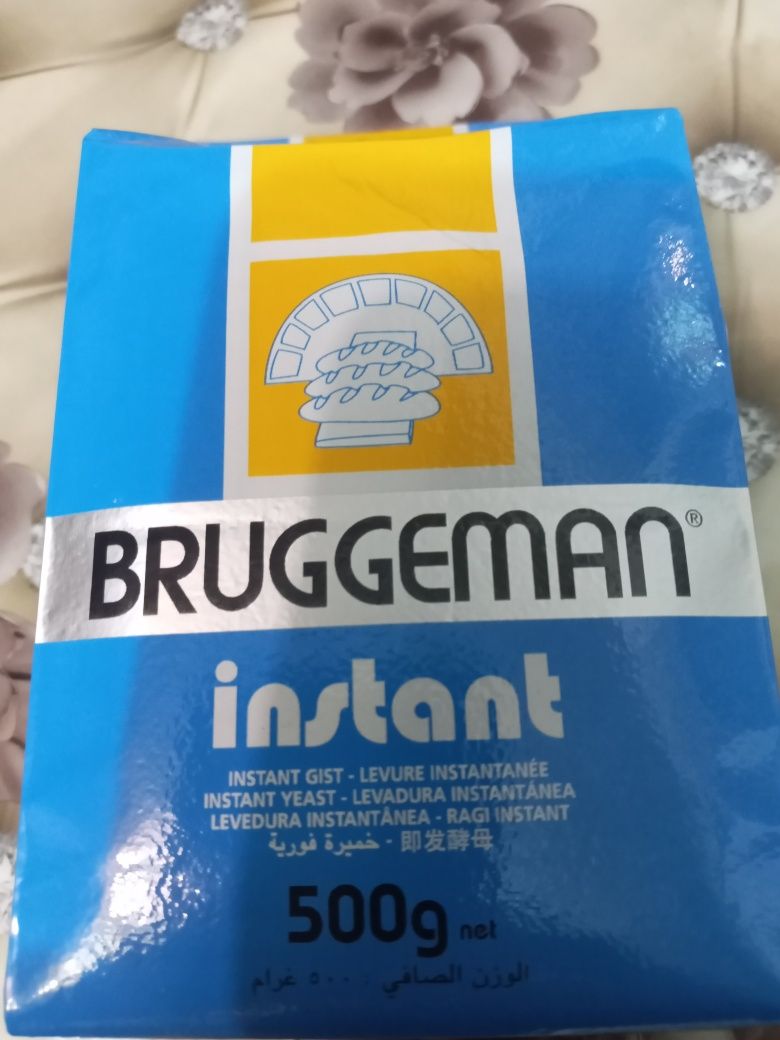 BRUGGEMAN®
instant
INSTANT GIST - LEVURE INSTANTANÉE
INSTANT YEAST - LEVADURA INSTANTÁNEA
LEVEDURA INSTANTÂNEA - RAGI INSTANT
خميرة فورية - 即发酵母
500g net
الوزن الصافي : ٥٠٠ غرام